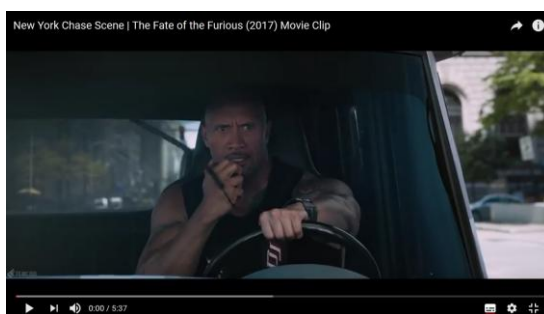 New York Chase Scene | The Fate of the Furious (2017) Movie Clip
0:00 / 5:37